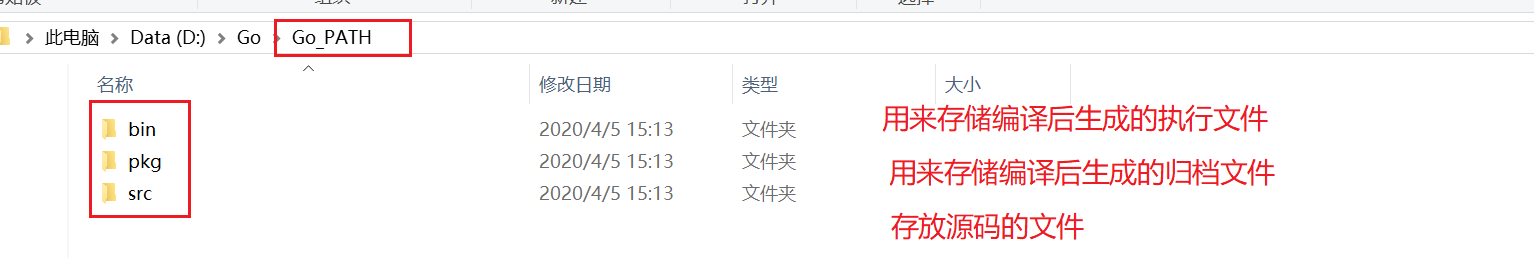 此电脑 Data (D:) Go Go_PATH
名称 修改日期 类型 大小
bin 2020/4/5 15:13 文件夹 用来存储编译后生成的执行文件
pkg 2020/4/5 15:13 文件夹 用来存储编译后生成的归档文件
src 2020/4/5 15:13 文件夹 存放源码的文件